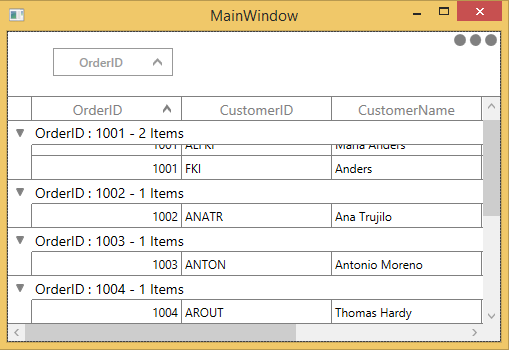 MainWindow
OrderID
OrderID CustomerID CustomerName
OrderID : 1001 - 2 Items
1001 ALFKI Maria Anders
1001 FKI Anders
OrderID : 1002 - 1 Items
1002 ANATR Ana Trujilo
OrderID : 1003 - 1 Items
1003 ANTON Antonio Moreno
OrderID : 1004 - 1 Items
1004 AROUT Thomas Hardy